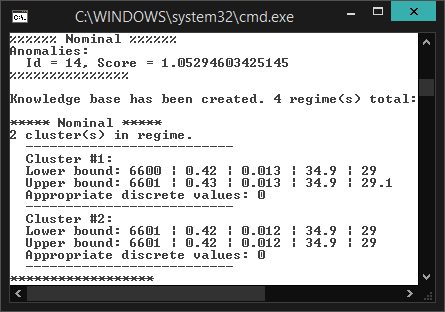 C:\WINDOWS\system32\cmd.exe
%%%%%% Nominal %%%%%%
Anomalies:
  Id = 14, Score = 1.05294603425145
%%%%%%%%%%%%%%%
Knowledge base has been created. 4 regime(s) total:
***** Nominal *****
2 cluster(s) in regime.
  --------------------------
  Cluster #1:
  Lower bound: 6600 ¦ 0.42 ¦ 0.013 ¦ 34.9 ¦ 29
  Upper bound: 6601 ¦ 0.43 ¦ 0.013 ¦ 34.9 ¦ 29.1
  Appropriate discrete values: 0
  --------------------------
  Cluster #2:
  Lower bound: 6601 ¦ 0.42 ¦ 0.012 ¦ 34.9 ¦ 29
  Upper bound: 6601 ¦ 0.42 ¦ 0.012 ¦ 34.9 ¦ 29
  Appropriate discrete values: 0
  --------------------------
******************